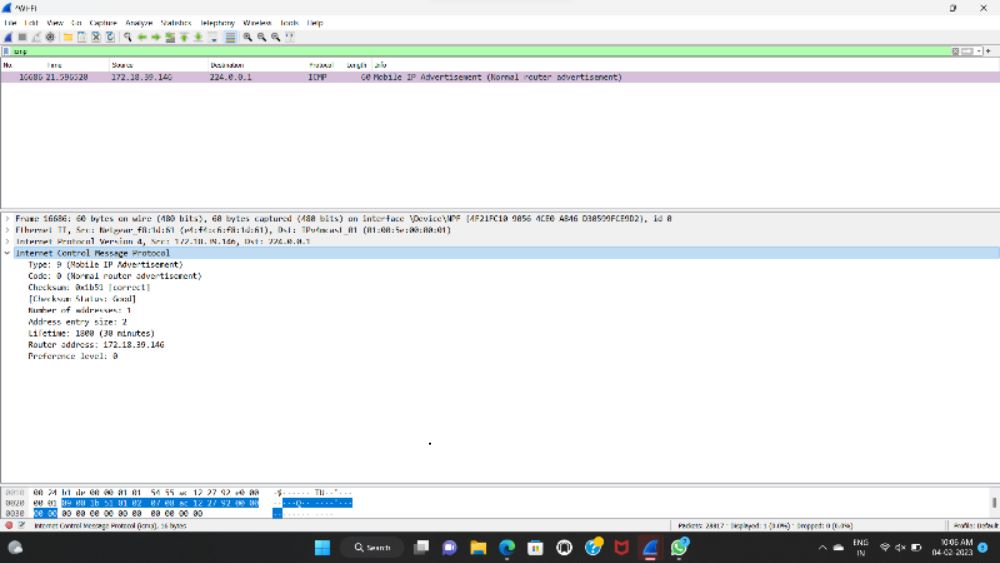 *Wi-Fi
File Edit View Go Capture Analyze Statistics Telephony Wireless Tools Help
icmp
No. Time Source Destination Protocol Length Info
16686 21.596520 172.18.39.146 224.0.0.1 ICMP 60 Mobile IP Advertisement (Normal router advertisement)
Frame 16686: 60 bytes on wire (480 bits), 60 bytes captured (480 bits) on interface \Device\NPF_{4F21FC10-9056-4CE0-A846-D30599FCE9D2}, id 0
Ethernet II, Src: Netgear_f8:1d:61 (e4:f4:c6:f8:1d:61), Dst: IPv4mcast_01 (01:00:5e:00:00:01)
Internet Protocol Version 4, Src: 172.18.39.146, Dst: 224.0.0.1
Internet Control Message Protocol
Type: 9 (Mobile IP Advertisement)
Code: 0 (Normal router advertisement)
Checksum: 0x1b51 [correct]
[Checksum Status: Good]
Number of addresses: 1
Address entry size: 2
Lifetime: 1800 (30 minutes)
Router address: 172.18.39.146
Preference level: 0
0010 00 24 b1 de 00 00 01 01 54 55 ac 12 27 92 e0 00
0020 00 01 09 00 1b 51 01 02 07 08 ac 12 27 92 00 00
0030 00 00 00 00 00 00 00 00 00 00 00 00
Internet Control Message Protocol (icmp), 16 bytes
Displayed: 1 (0.0%) · Dropped: 0 (0.0%)
Profile: Default
Search
ENG
IN
10:06 AM
04-02-2023